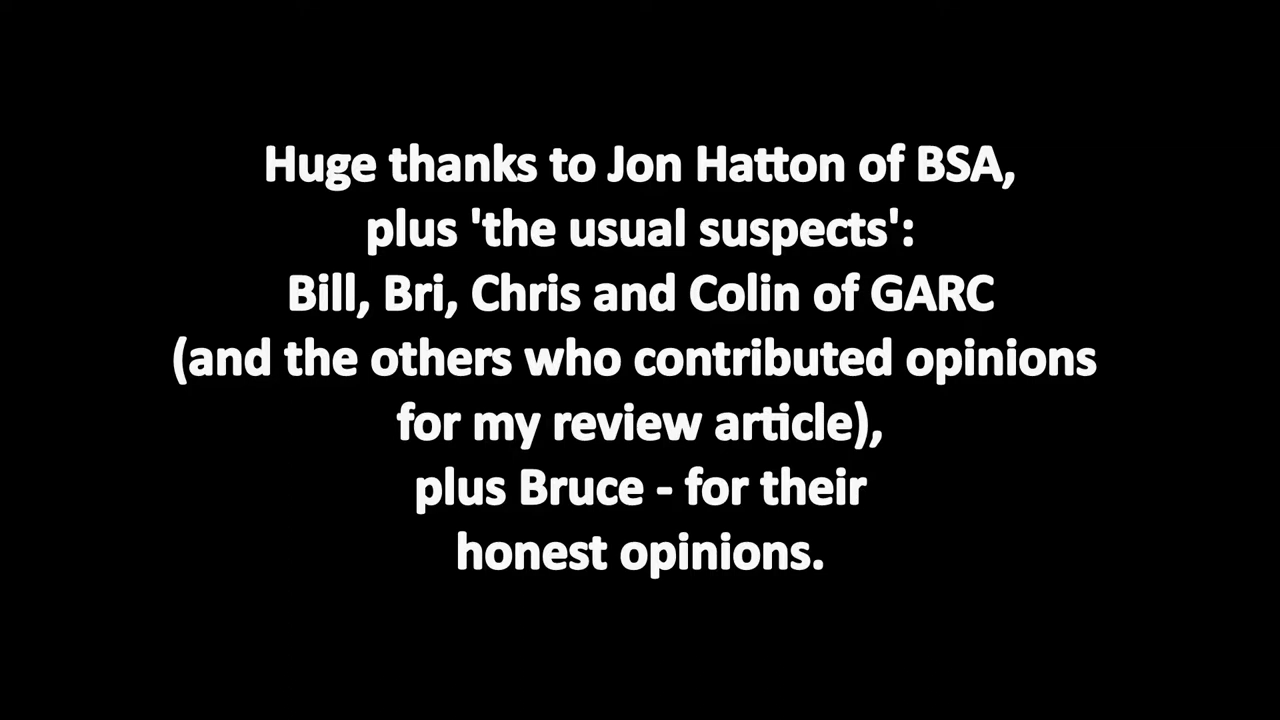 Huge thanks to Jon Hatton of BSA,
plus 'the usual suspects':
Bill, Bri, Chris and Colin of GARC
(and the others who contributed opinions
for my review article),
plus Bruce - for their
honest opinions.